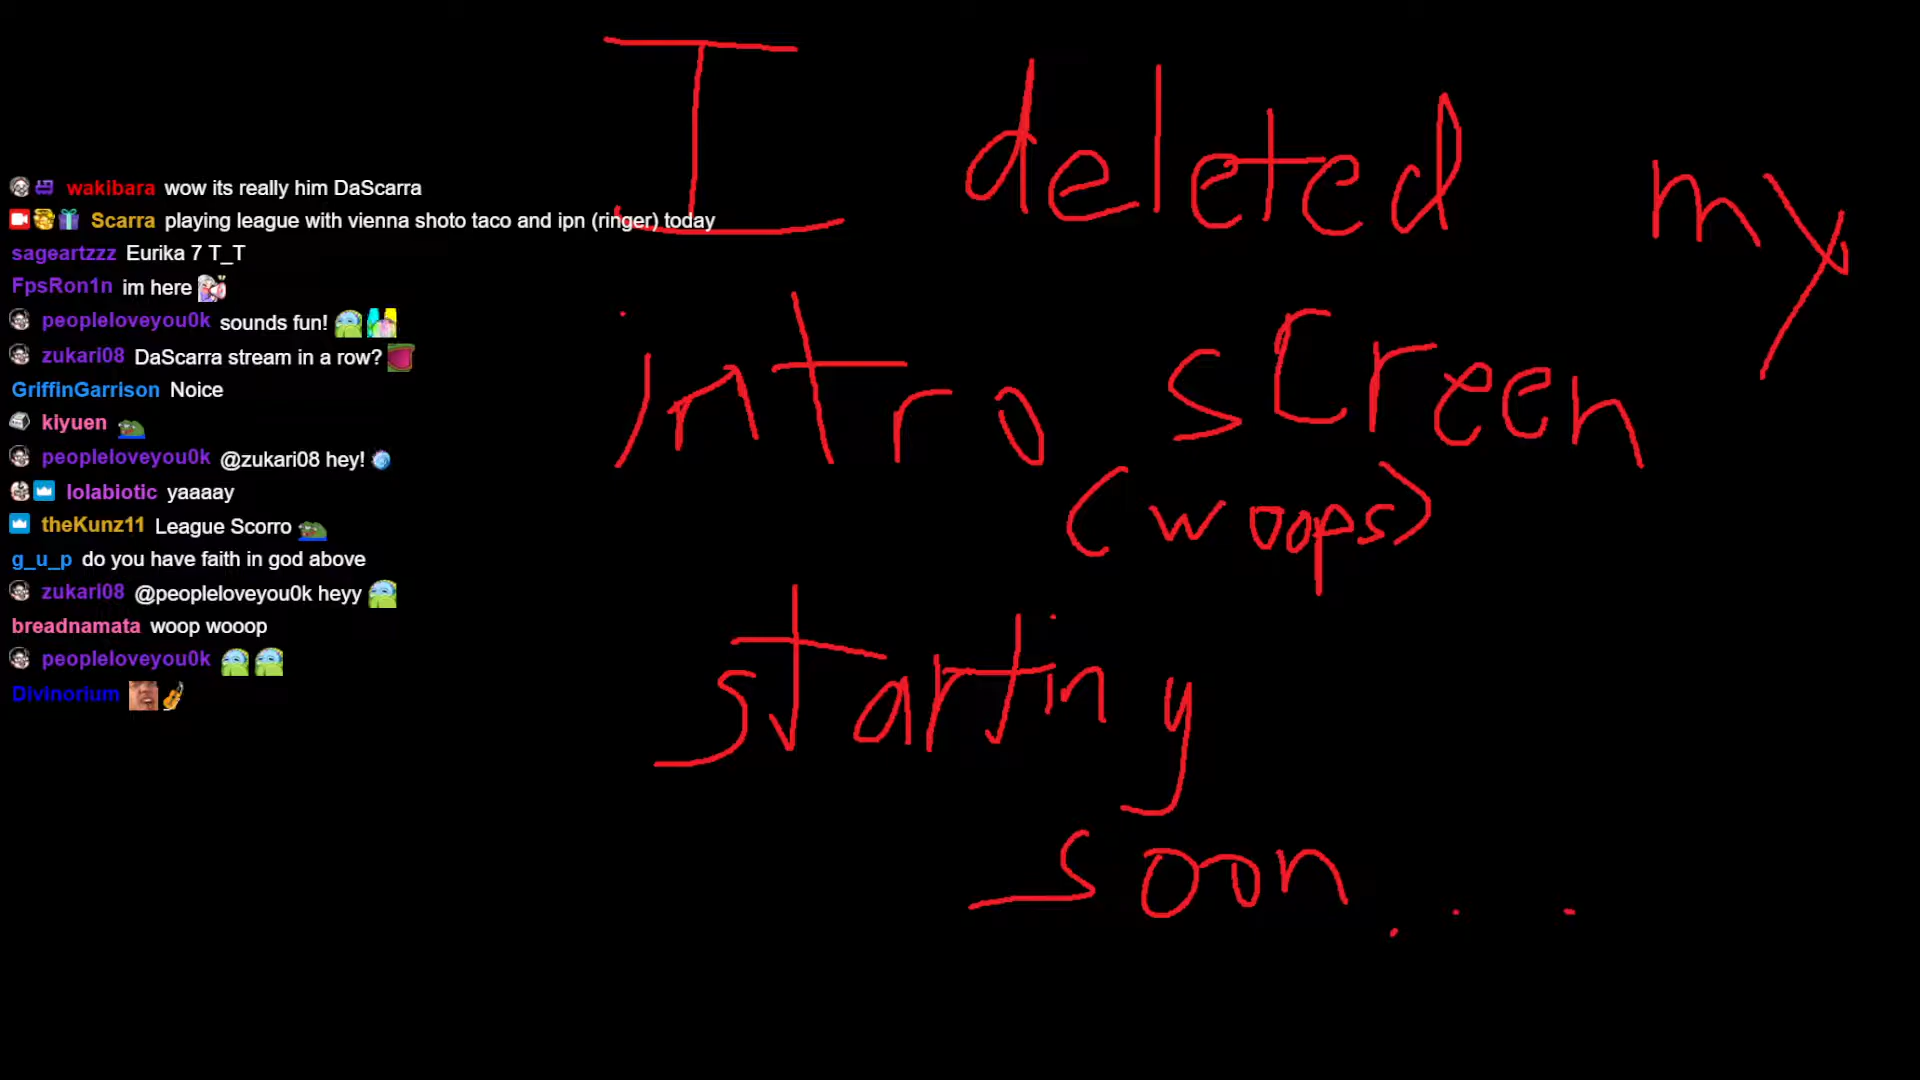 wakibara wow its really him DaScarra
Scarra playing league with vienna shoto taco and ipn (ringer) today
sageartzzz Eurika 7 T_T
FpsRon1n im here
peopleloveyou0k sounds fun!
zukari08 DaScarra stream in a row?
GriffinGarrison Noice
kiyuen
peopleloveyou0k @zukari08 hey!
lolabiotic yaaaay
theKunz11 League Scorro
g_u_p do you have faith in god above
zukari08 @peopleloveyou0k heyy
breadnamata woop wooop
peopleloveyou0k
Divinorium
I deleted my
intro screen
(woops)
starting
soon...